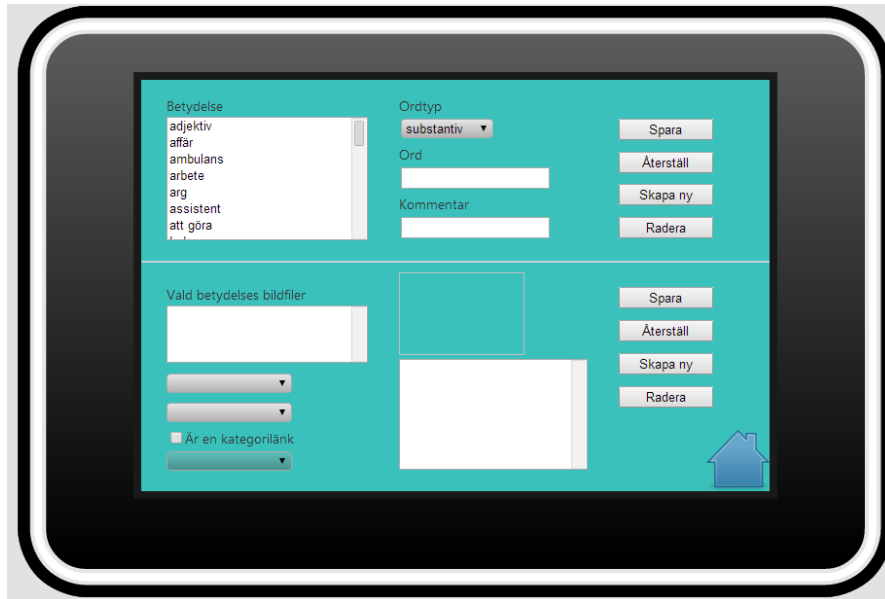 Betydelse
adjektiv
affär
ambulans
arbete
arg
assistent
att göra
Ordtyp
substantiv
Ord
Kommentar
Spara
Återställ
Skapa ny
Radera
Vald betydelses bildfiler
Är en kategorilänk
Spara
Återställ
Skapa ny
Radera